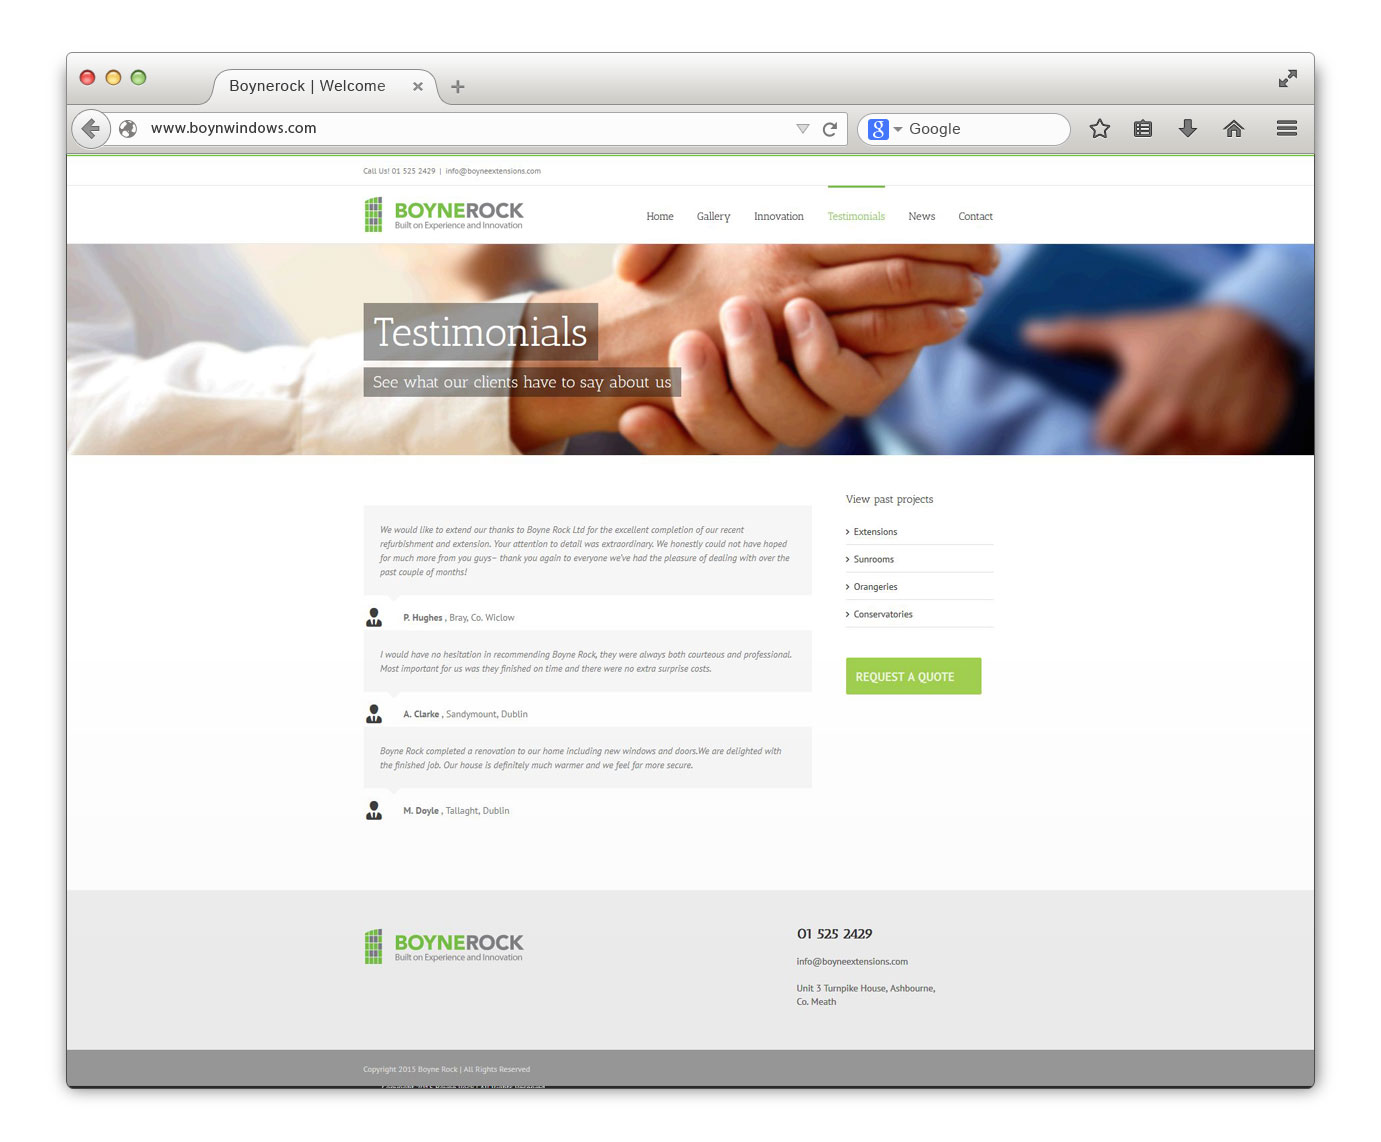 Boynerock | Welcome
www.boynwindows.com
Google
Call Us! 01 525 2429 | info@boyneextensions.com
BOYNEROCK
Built on Experience and Innovation
Home Gallery Innovation Testimonials News Contact
Testimonials
See what our clients have to say about us
We would like to extend our thanks to Boyne Rock Ltd for the excellent completion of our recent
refurbishment and extension. Your attention to detail was extraordinary. We honestly could not have hoped
for much more from you guys~ thank you again to everyone we've had the pleasure of dealing with over the
past couple of months!
P. Hughes , Bray, Co. Wiclow
I would have no hesitation in recommending Boyne Rock, they were always both courteous and professional.
Most important for us was they finished on time and there were no extra surprise costs.
A. Clarke , Sandymount, Dublin
Boyne Rock completed a renovation to our home including new windows and doors.We are delighted with
the finished job. Our house is definitely much warmer and we feel far more secure.
M. Doyle , Tallaght, Dublin
View past projects
Extensions
Sunrooms
Orangeries
Conservatories
REQUEST A QUOTE
BOYNEROCK
Built on Experience and Innovation
01 525 2429
info@boyneextensions.com
Unit 3 Turnpike House, Ashbourne,
Co. Meath
Copyright 2015 Boyne Rock | All Rights Reserved